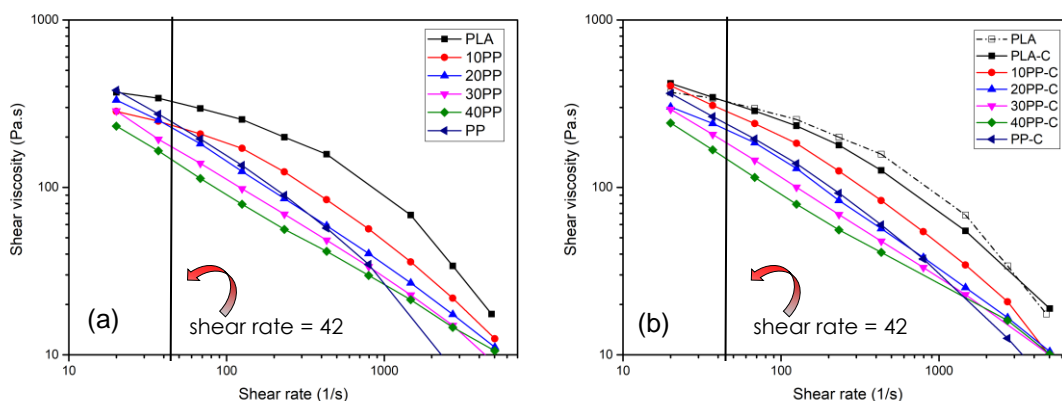 1000
100
10
Shear viscosity (Pa.s)
PLA
10PP
20PP
30PP
40PP
PP
(a)
shear rate = 42
10
100
1000
Shear rate (1/s)
1000
100
10
Shear viscosity (Pa.s)
PLA
PLA-C
10PP-C
20PP-C
30PP-C
40PP-C
PP-C
(b)
shear rate = 42
10
100
1000
Shear rate (1/s)